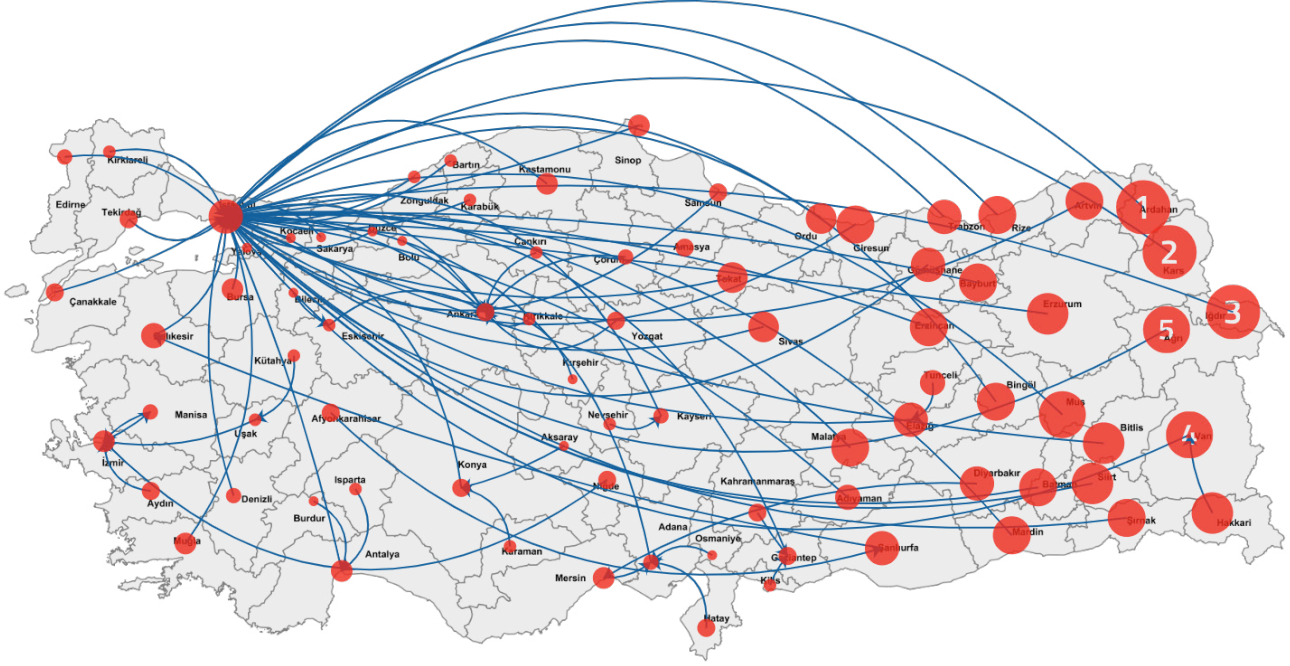 Kırklareli
Edirne
Tekirdağ
Zonguldak
Bartın
Karabük
Kastamonu
Sinop
Samsun
Kocaeli
Sakarya
Yalova
Bolu
Çankırı
Çorum
Amasya
Ordu
Giresun
Trabzon
Rize
Artvin
1
Ardahan
2
Kars
Çanakkale
Bursa
Bilecik
Eskişehir
Yozgat
Tokat
Sivas
Gümüşhane
Bayburt
Erzincan
Erzurum
3
Iğdır
5
Ağrı
Kütahya
Kırşehir
Manisa
Uşak
Afyonkarahisar
Nevşehir
Kayseri
Aksaray
Malatya
Elazığ
Tunceli
Bingöl
Muş
Bitlis
4
Van
İzmir
Aydın
Denizli
Isparta
Burdur
Konya
Niğde
Kahramanmaraş
Adıyaman
Diyarbakır
Batman
Siirt
Muğla
Antalya
Karaman
Mersin
Adana
Osmaniye
Gaziantep
Kilis
Şanlıurfa
Mardin
Şırnak
Hakkari
Hatay